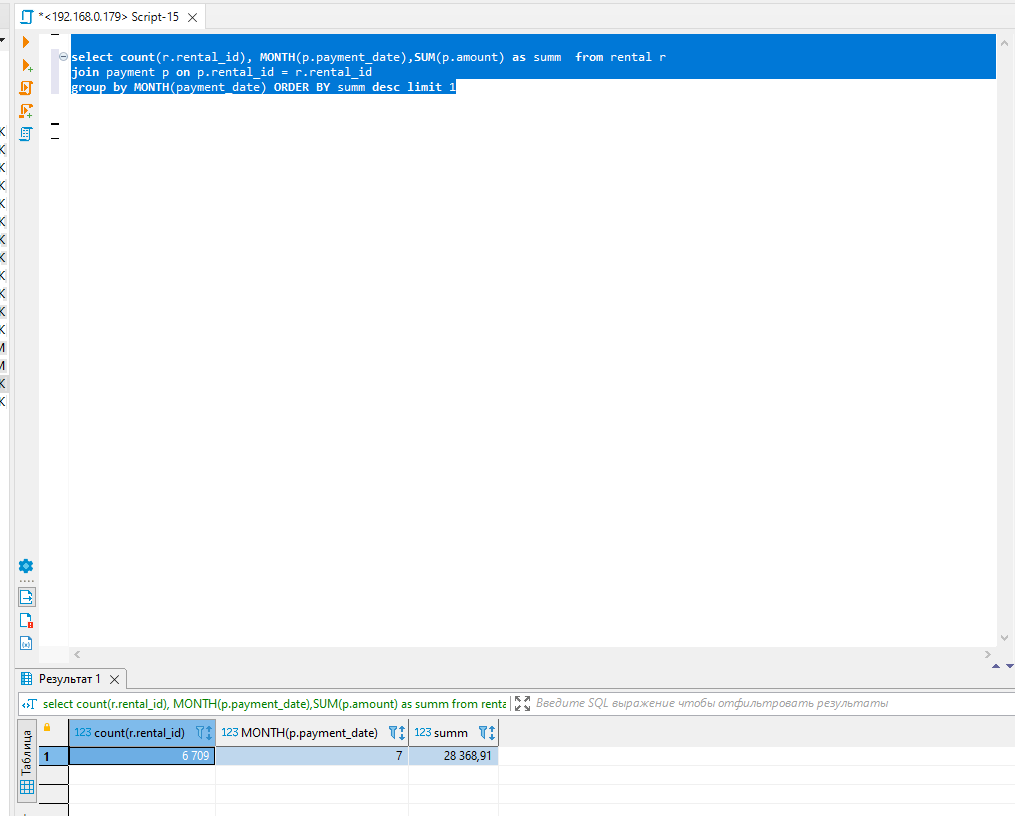 *<192.168.0.179> Script-15
select count(r.rental_id), MONTH(p.payment_date),SUM(p.amount) as summ  from rental r
join payment p on p.rental_id = r.rental_id
group by MONTH(payment_date) ORDER BY summ desc limit 1
K
K
K
K
K
K
K
K
K
K
K
K
M
M
K
K
Результат 1
select count(r.rental_id), MONTH(p.payment_date),SUM(p.amount) as summ from renta
Введите SQL выражение чтобы отфильтровать результаты
Таблица
123 count(r.rental_id) 123 MONTH(p.payment_date) 123 summ
1 6 709 7 28 368,91